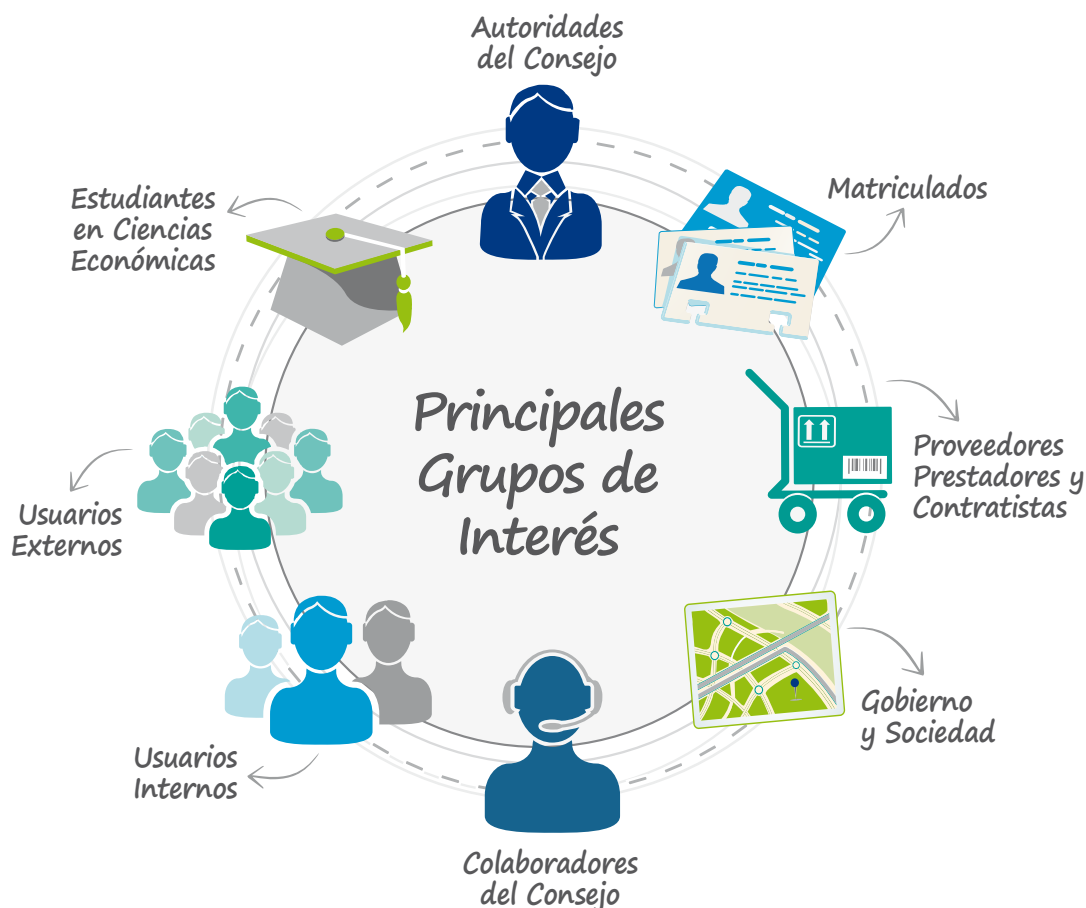 Autoridades
del Consejo
Matriculados
Estudiantes
en Ciencias
Económicas
Principales
Grupos de
Interés
Proveedores
Prestadores y
Contratistas
Usuarios
Externos
Gobierno
y Sociedad
Usuarios
Internos
Colaboradores
del Consejo